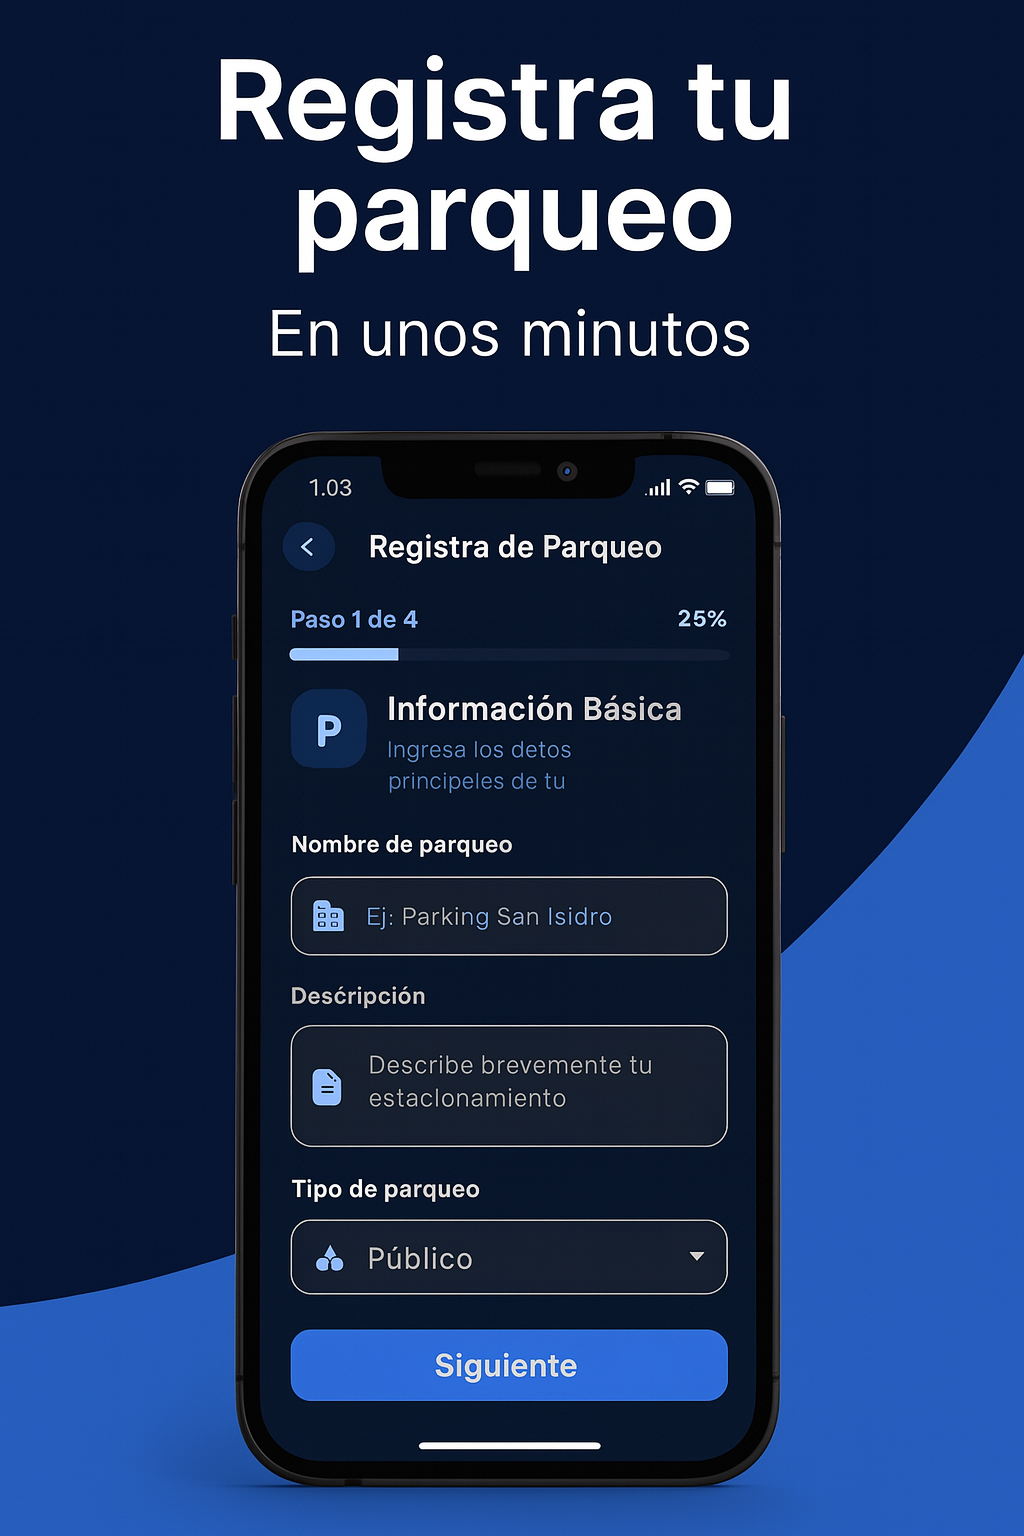 Registra tu
parqueo
En unos minutos
1.03
Registra de Parqueo
Paso 1 de 4 25%
P
Información Básica
Ingresa los detos
principeles de tu
Nombre de parqueo
Ej: Parking San Isidro
Desćripción
Describe brevemente tu
estaclonamiento
Tipo de parqueo
Público
Siguiente